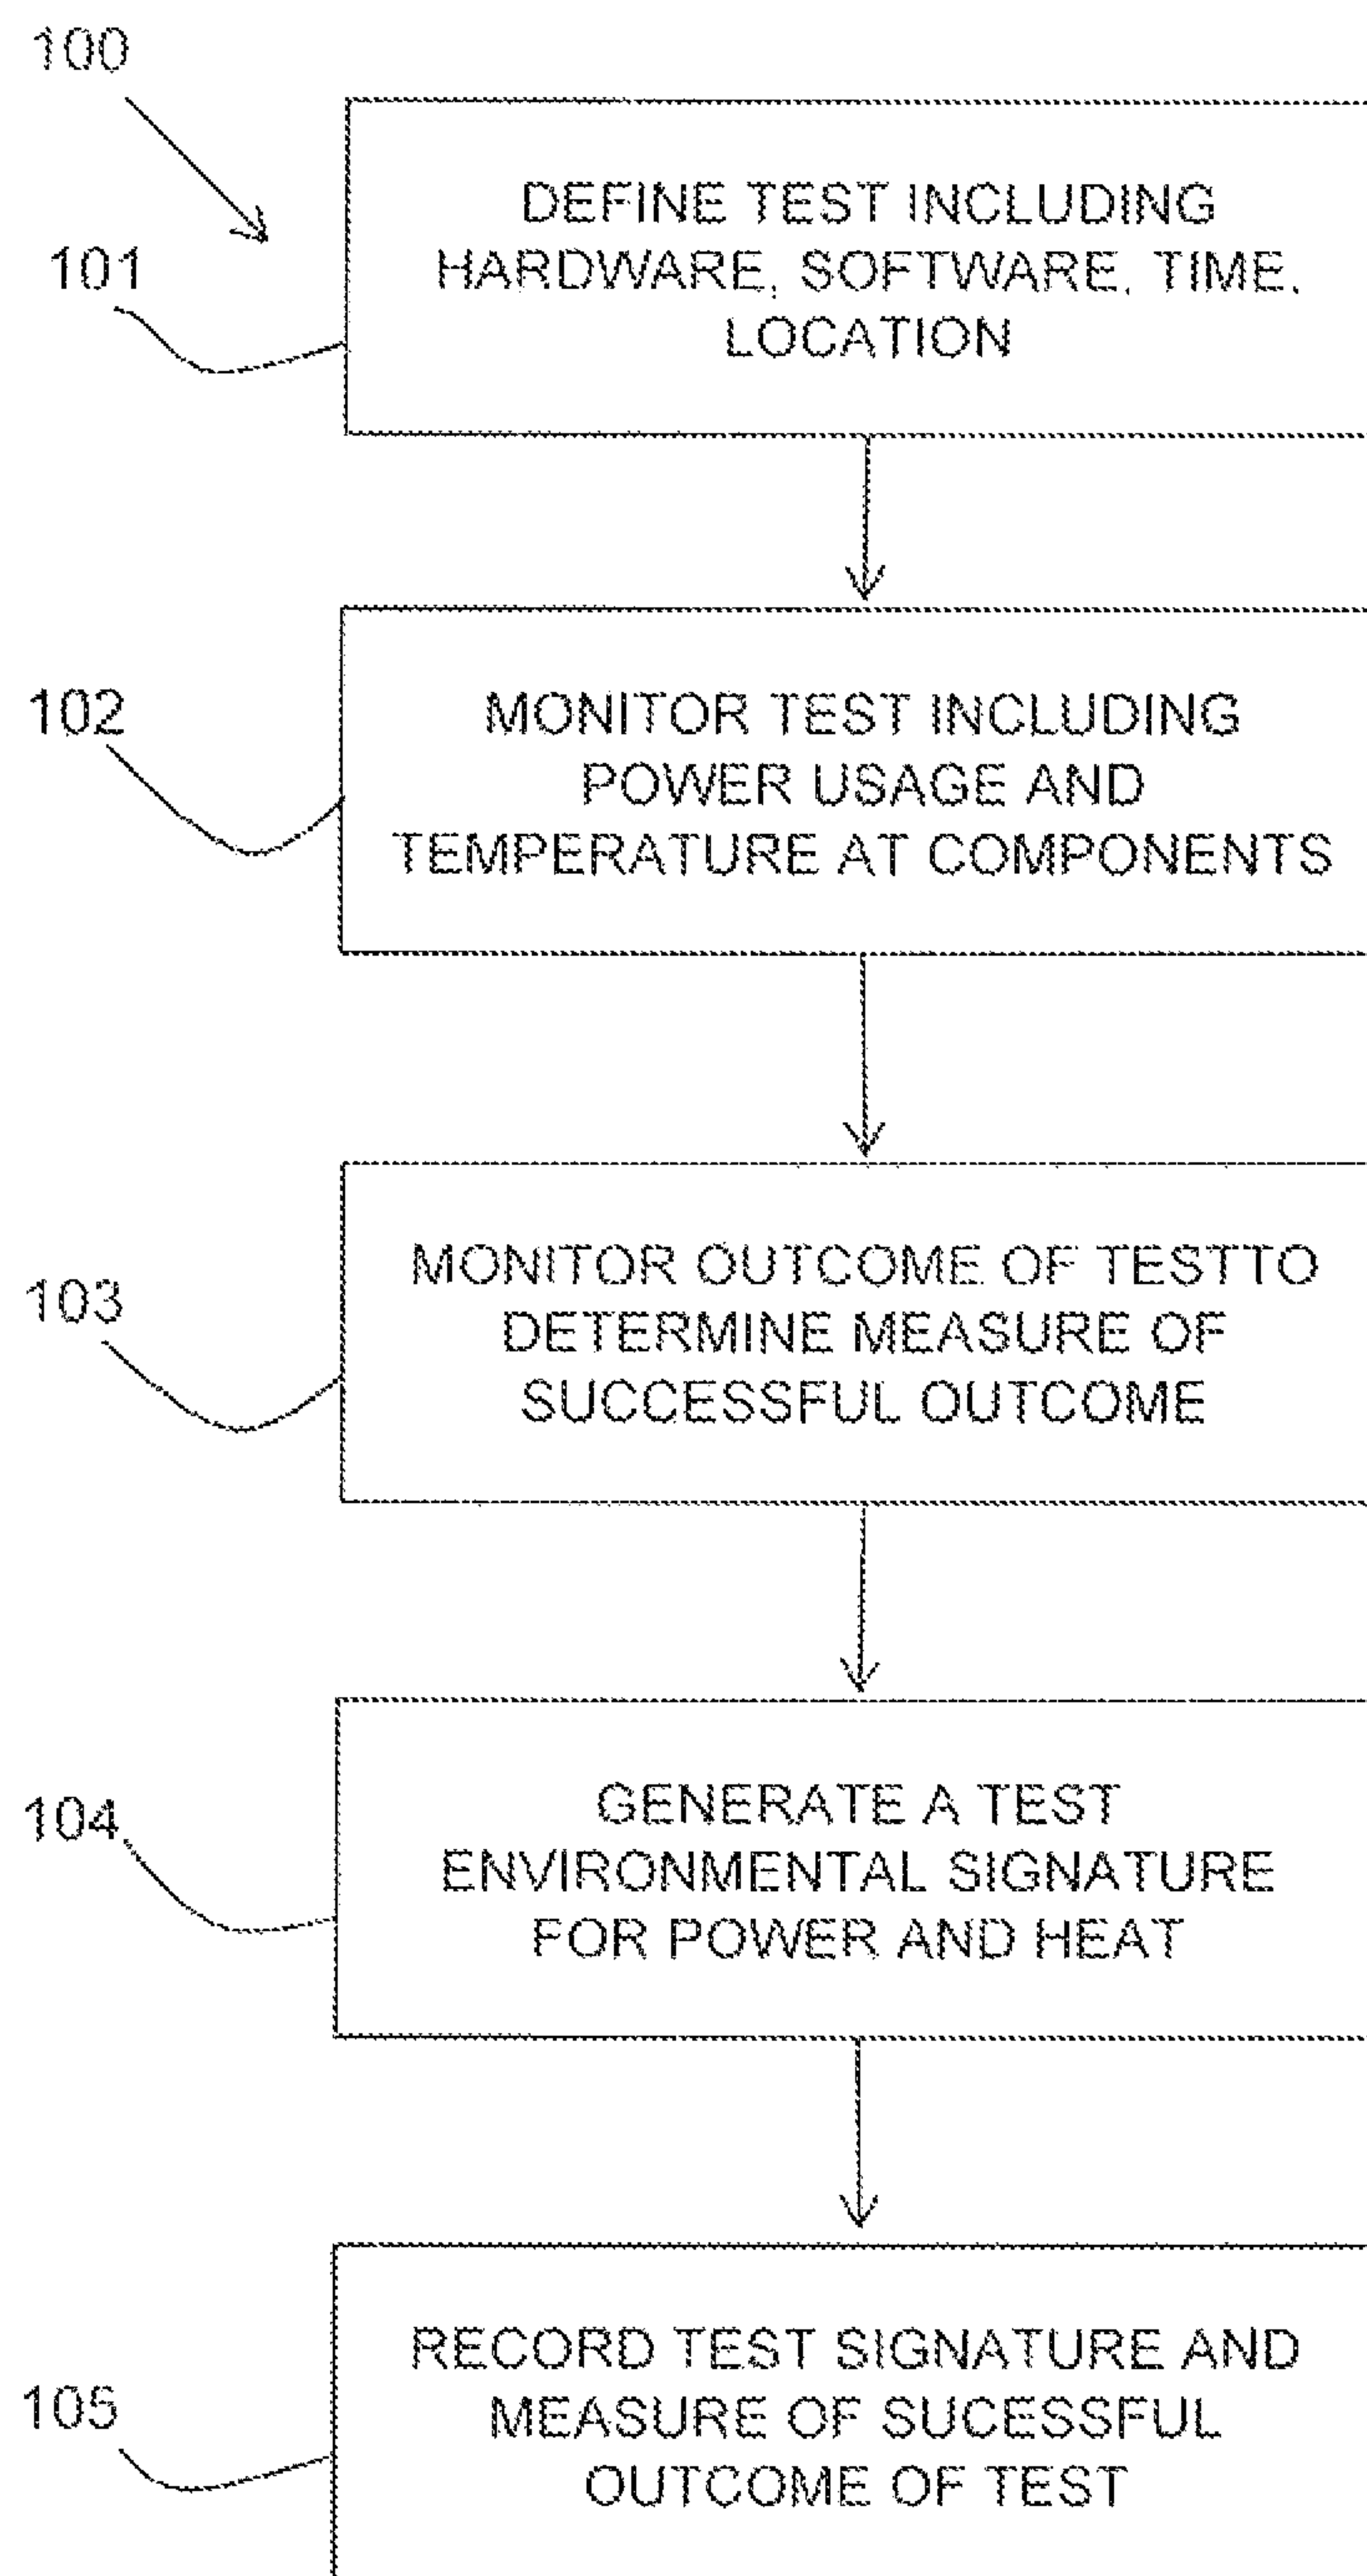 100
DEFINE TEST INCLUDING
HARDWARE, SOFTWARE, TIME,
LOCATION
101
MONITOR TEST INCLUDING
POWER USAGE AND
TEMPERATURE AT COMPONENTS
102
MONITOR OUTCOME OF TESTTO
DETERMINE MEASURE OF
SUCCESSFUL OUTCOME
103
GENERATE A TEST
ENVIRONMENTAL SIGNATURE
FOR POWER AND HEAT
104
RECORD TEST SIGNATURE AND
MEASURE OF SUCESSFUL
OUTCOME OF TEST
105